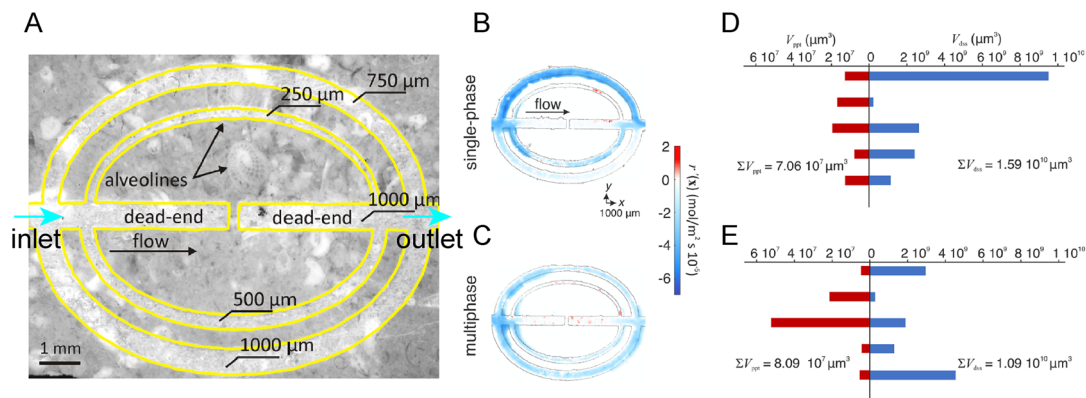 A
750 µm
250 µm
alveolines
dead-end
dead-end
1000 µm
inlet
outlet
flow
500 µm
1000 µm
1 mm
B
single-phase
flow
y
x
1000 µm
C
multiphase
2
0
-2
-4
-6
r'(x) (mol/m² s 10⁻⁵)
D
Vppt (µm³)
Vdiss (µm³)
6 10⁷
4 10⁷
2 10⁷
0
2 10⁹
4 10⁹
6 10⁹
8 10⁹
1 10¹⁰
ΣVppt = 7.06 10⁷ µm³
ΣVdiss = 1.59 10¹⁰ µm³
E
6 10⁷
4 10⁷
2 10⁷
0
2 10⁹
4 10⁹
6 10⁹
8 10⁹
1 10¹⁰
ΣVppt = 8.09 10⁷ µm³
ΣVdiss = 1.09 10¹⁰ µm³